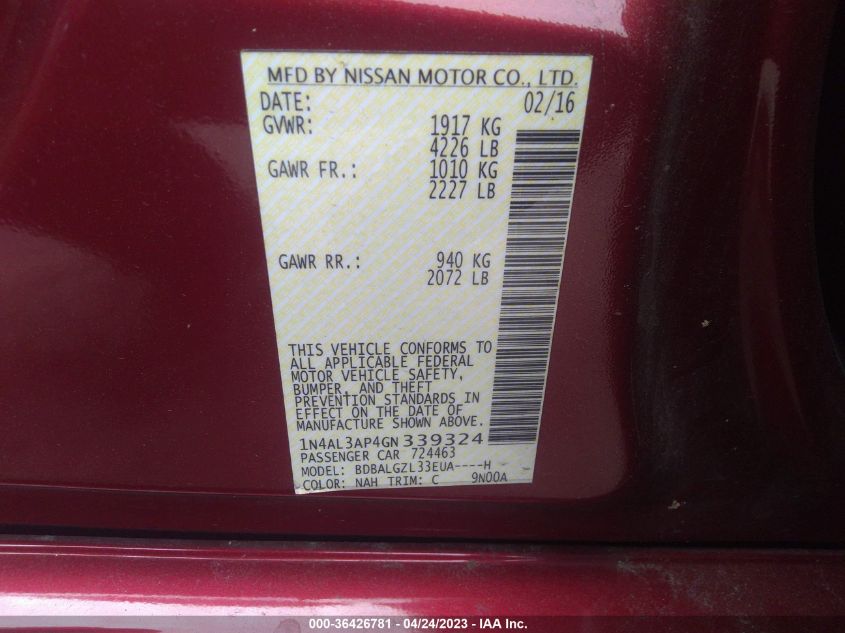 MFD BY NISSAN MOTOR CO., LTD.
DATE: 02/16
GVWR: 1917 KG
4226 LB
GAWR FR.: 1010 KG
2227 LB
GAWR RR.: 940 KG
2072 LB
THIS VEHICLE CONFORMS TO
ALL APPLICABLE FEDERAL
MOTOR VEHICLE SAFETY,
BUMPER, AND THEFT
PREVENTION STANDARDS IN
EFFECT ON THE DATE OF
MANUFACTURE SHOWN ABOVE.
1N4AL3AP4GN339324
PASSENGER CAR 724463
MODEL: BDBALGZL33EUA----H
COLOR: NAH TRIM: C 9N00A
000-36426781 - 04/24/2023 - IAA Inc.